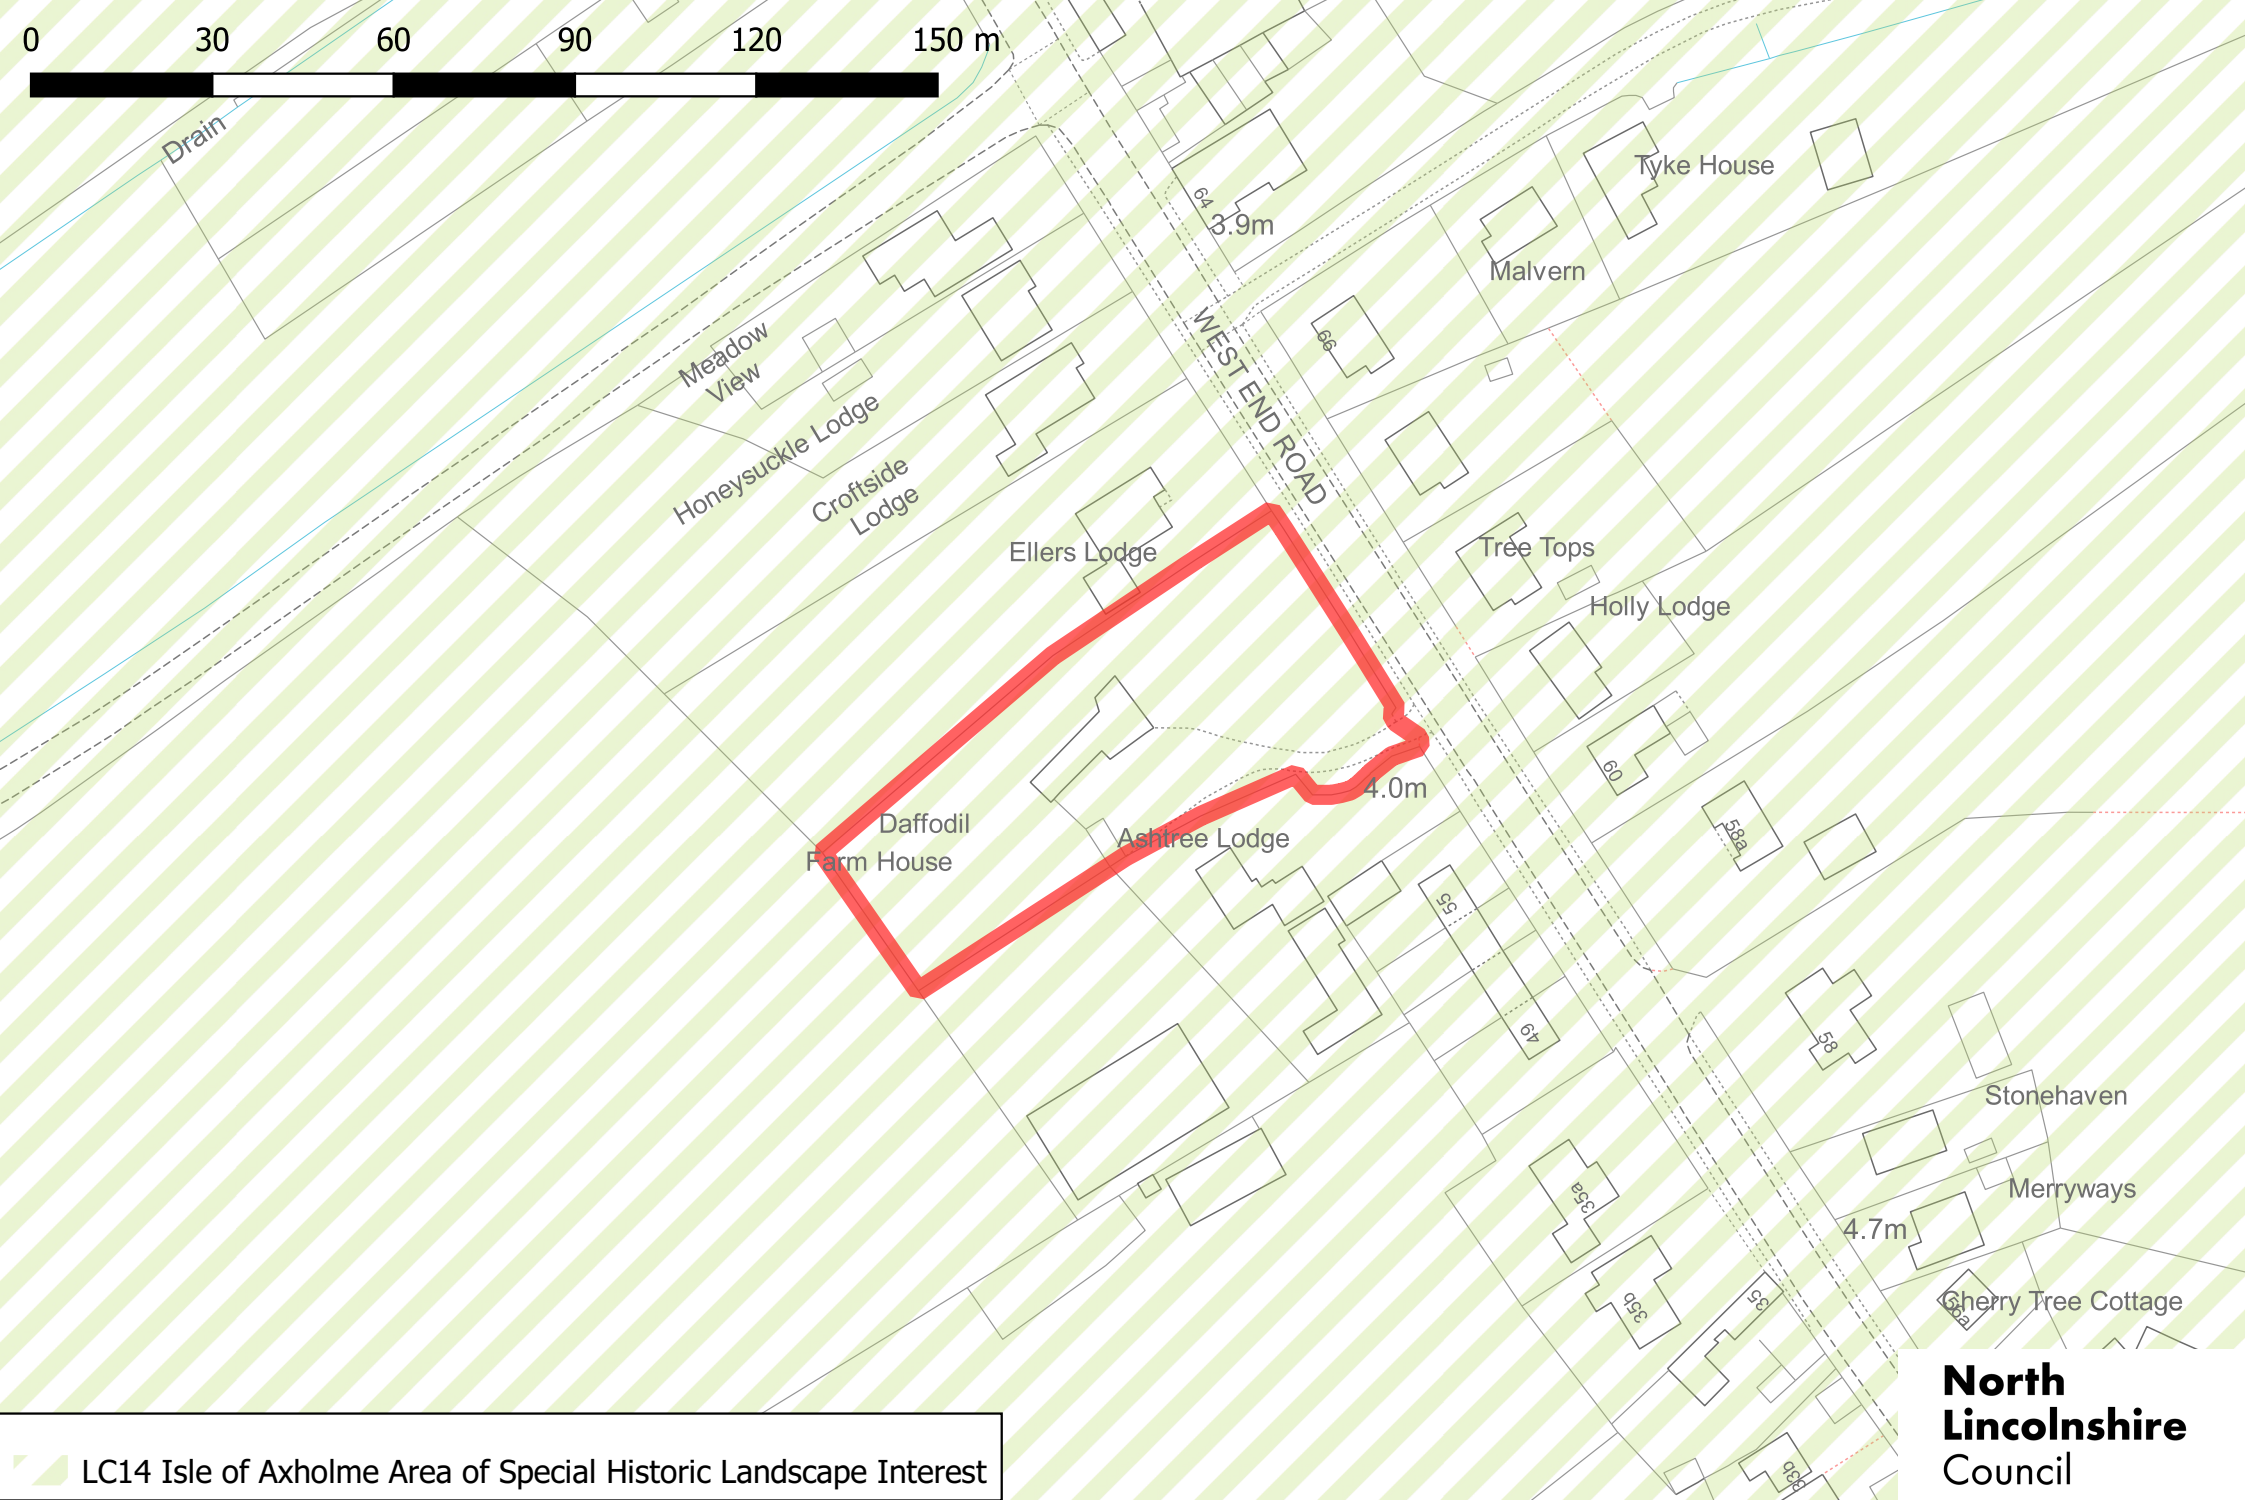 0 30 60 90 120 150 m
Drain
Tyke House
64
3.9m
Malvern
Meadow
View
WEST END ROAD
66
Honeysuckle Lodge
Croftside
Lodge
Ellers Lodge
Tree Tops
Holly Lodge
60
4.0m
Daffodil
Farm House
Ashtree Lodge
58a
55
49
58
Stonehaven
35a
Merryways
4.7m
35b
35
Cherry Tree Cottage
56a
33b
North
Lincolnshire
Council
LC14 Isle of Axholme Area of Special Historic Landscape Interest